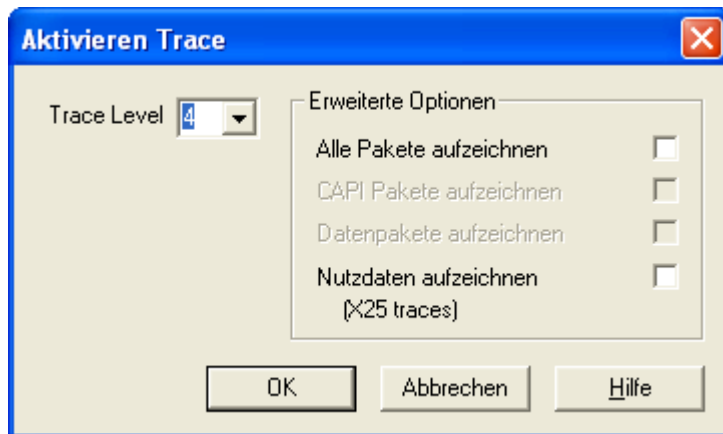 Aktivieren Trace
Trace Level 4
Erweiterte Optionen
Alle Pakete aufzeichnen
CAPI Pakete aufzeichnen
Datenpakete aufzeichnen
Nutzdaten aufzeichnen
(X25 traces)
OK Abbrechen Hilfe